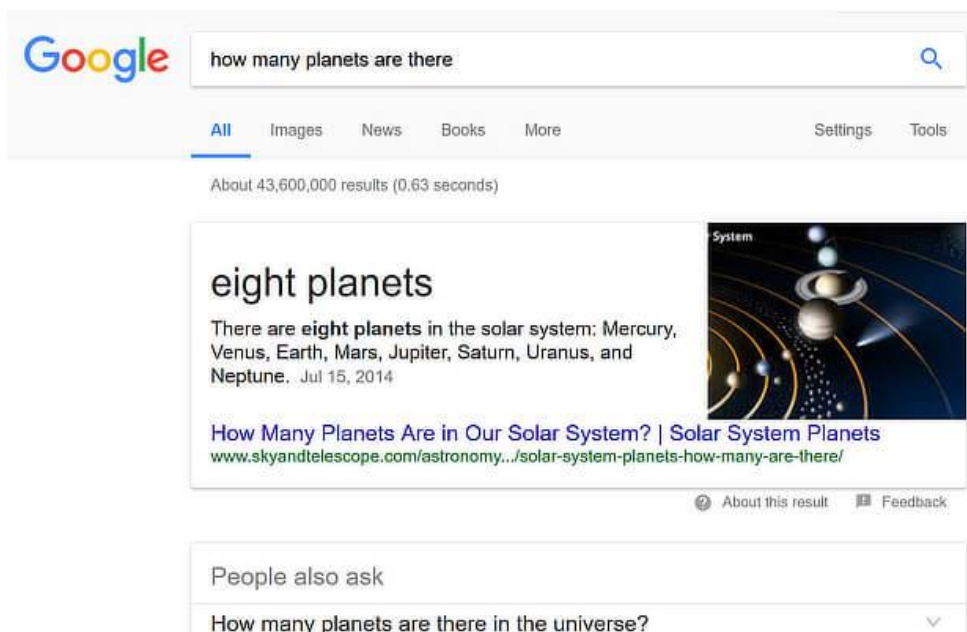 Google
how many planets are there
All Images News Books More Settings Tools
About 43,600,000 results (0.63 seconds)
System
eight planets
There are eight planets in the solar system: Mercury,
Venus, Earth, Mars, Jupiter, Saturn, Uranus, and
Neptune. Jul 15, 2014
How Many Planets Are in Our Solar System? | Solar System Planets
www.skyandtelescope.com/astronomy.../solar-system-planets-how-many-are-there/
About this result Feedback
People also ask
How many planets are there in the universe?